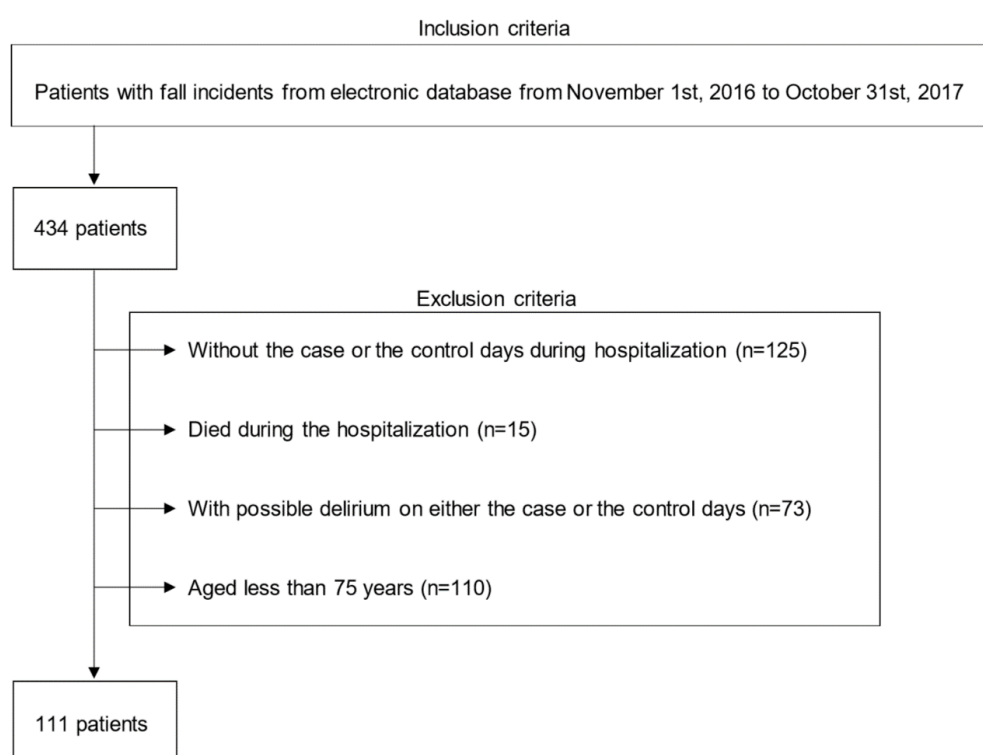 Inclusion criteria
Patients with fall incidents from electronic database from November 1st, 2016 to October 31st, 2017
434 patients
Exclusion criteria
Without the case or the control days during hospitalization (n=125)
Died during the hospitalization (n=15)
With possible delirium on either the case or the control days (n=73)
Aged less than 75 years (n=110)
111 patients